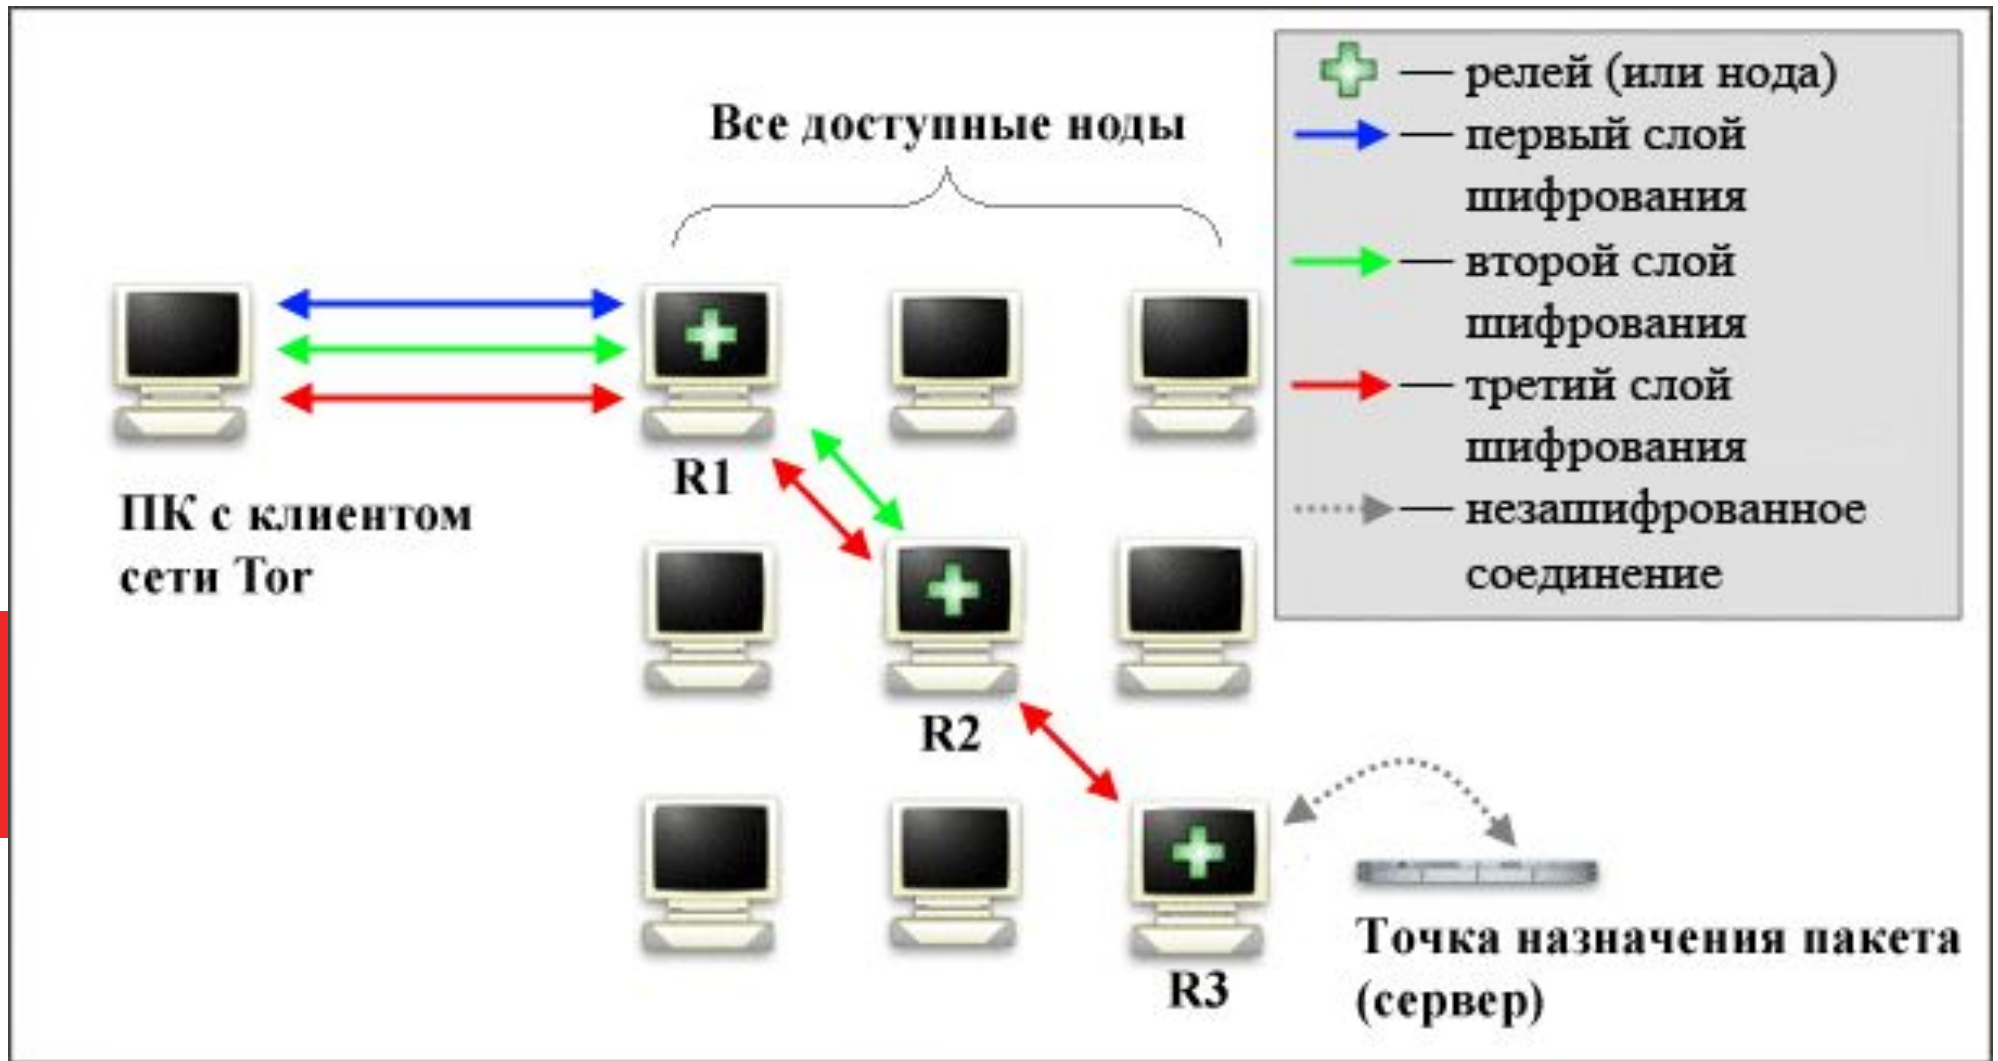 Все доступные ноды
— релей (или нода)
— первый слой
шифрования
— второй слой
шифрования
— третий слой
шифрования
— незашифрованное
соединение
R1
ПК с клиентом
сети Tor
R2
R3
Точка назначения пакета
(сервер)